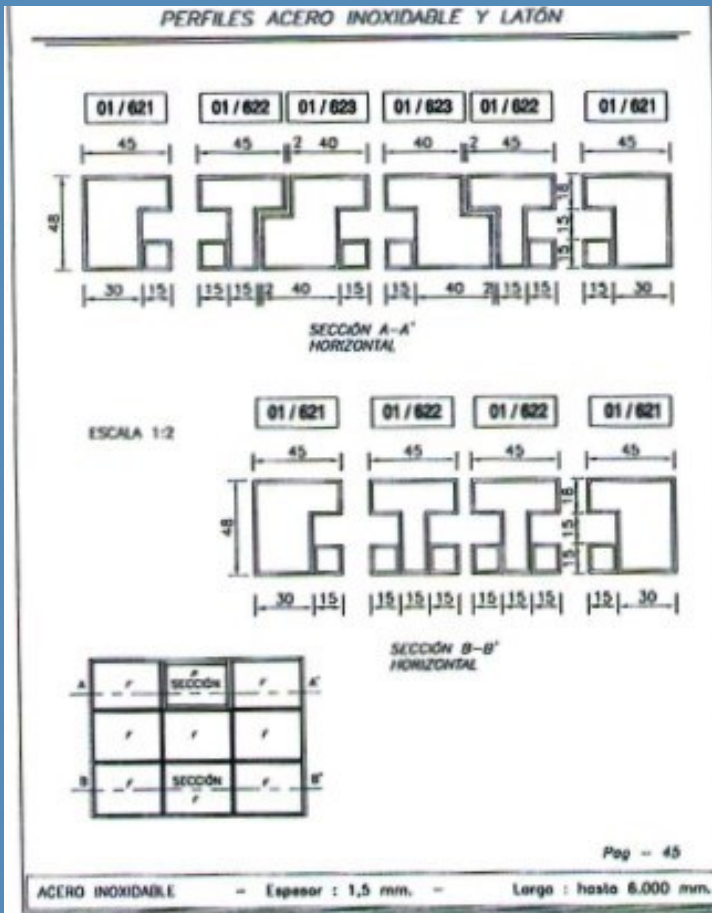 PERFILES ACERO INOXIDABLE Y LATÓN
01/621 01/622 01/623 01/623 01/622 01/621
45 45 2 40 40 2 45 45
48 18 15 15
30 15 15 15 2 40 15 15 40 2 15 15 15 30
SECCIÓN A-A'
HORIZONTAL
01/621 01/622 01/622 01/621
ESCALA 1:2
45 45 45 45
48 18 15 15
30 15 15 15 15 15 15 15 15 30
SECCIÓN B-B'
HORIZONTAL
A F P SECCIÓN F A'
F F F
B F SECCIÓN F F B'
Pag - 45
ACERO INOXIDABLE - Espesor : 1,5 mm. - Largo : hasta 6.000 mm.